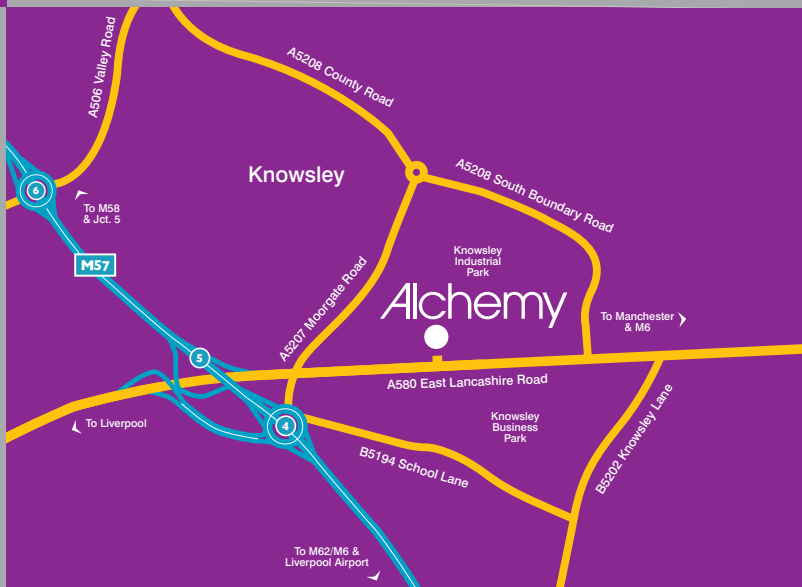 A506 Valley Road
A5208 County Road
Knowsley
A5208 South Boundary Road
6
To M58
& Jct. 5
M57
Knowsley
Industrial
Park
A5207 Moorgate Road
Alchemy
To Manchester
& M6
5
A580 East Lancashire Road
To Liverpool
4
Knowsley
Business
Park
B5202 Knowsley Lane
B5194 School Lane
To M62/M6 &
Liverpool Airport